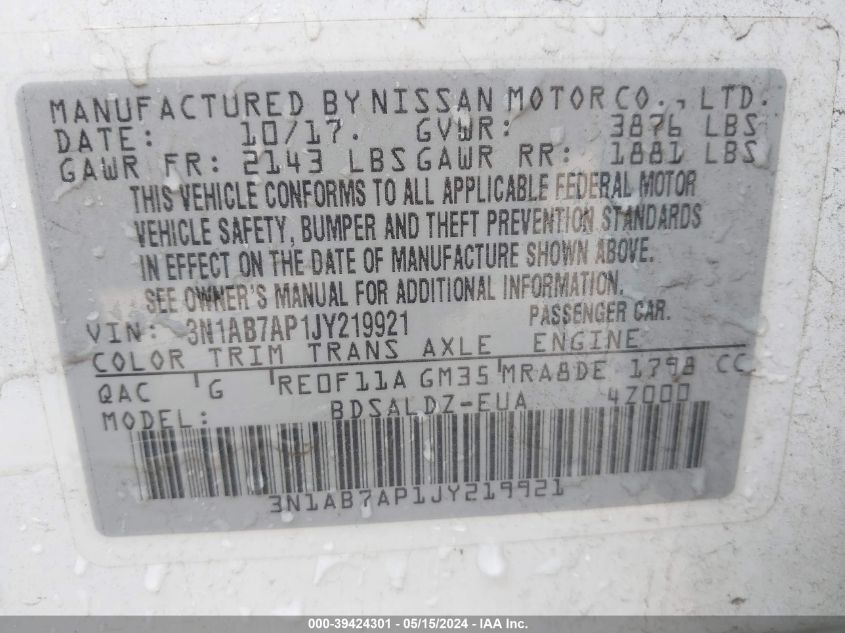 MANUFACTURED BY NISSAN MOTOR CO., LTD.
DATE: 10/17. GVWR: 3876 LBS
GAWR FR: 2143 LBS GAWR RR: 1881 LBS
THIS VEHICLE CONFORMS TO ALL APPLICABLE FEDERAL MOTOR
VEHICLE SAFETY, BUMPER AND THEFT PREVENTION STANDARDS
IN EFFECT ON THE DATE OF MANUFACTURE SHOWN ABOVE.
SEE OWNER'S MANUAL FOR ADDITIONAL INFORMATION.
VIN: 3N1AB7AP1JY219921 PASSENGER CAR.
COLOR TRIM TRANS AXLE ENGINE
QAC G RE0F11A GM35 MRA8DE 1798 CC
MODEL: BDSALDZ-EUA 47000
3N1AB7AP1JY219921
000-39424301 - 05/15/2024 - IAA Inc.